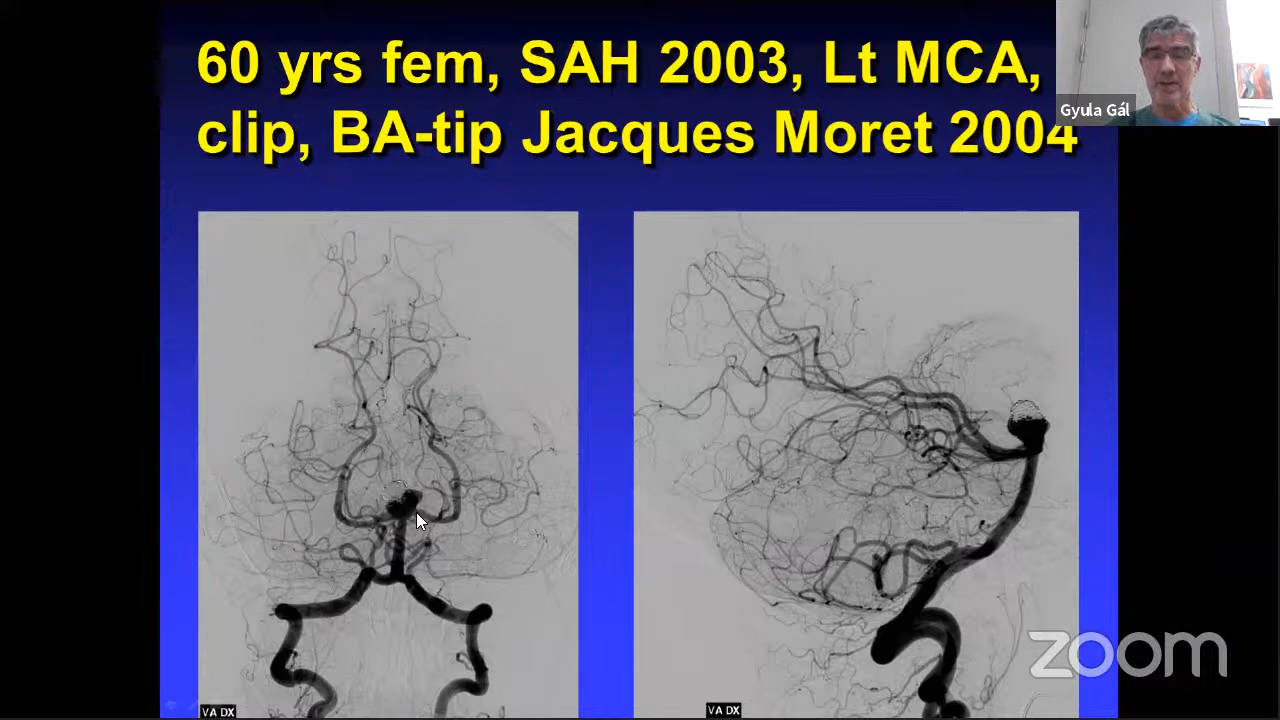 60 yrs fem, SAH 2003, Lt MCA,
clip, BA-tip Jacques Moret 2004
Gyula Gál
VA DX
VA DX
zoom